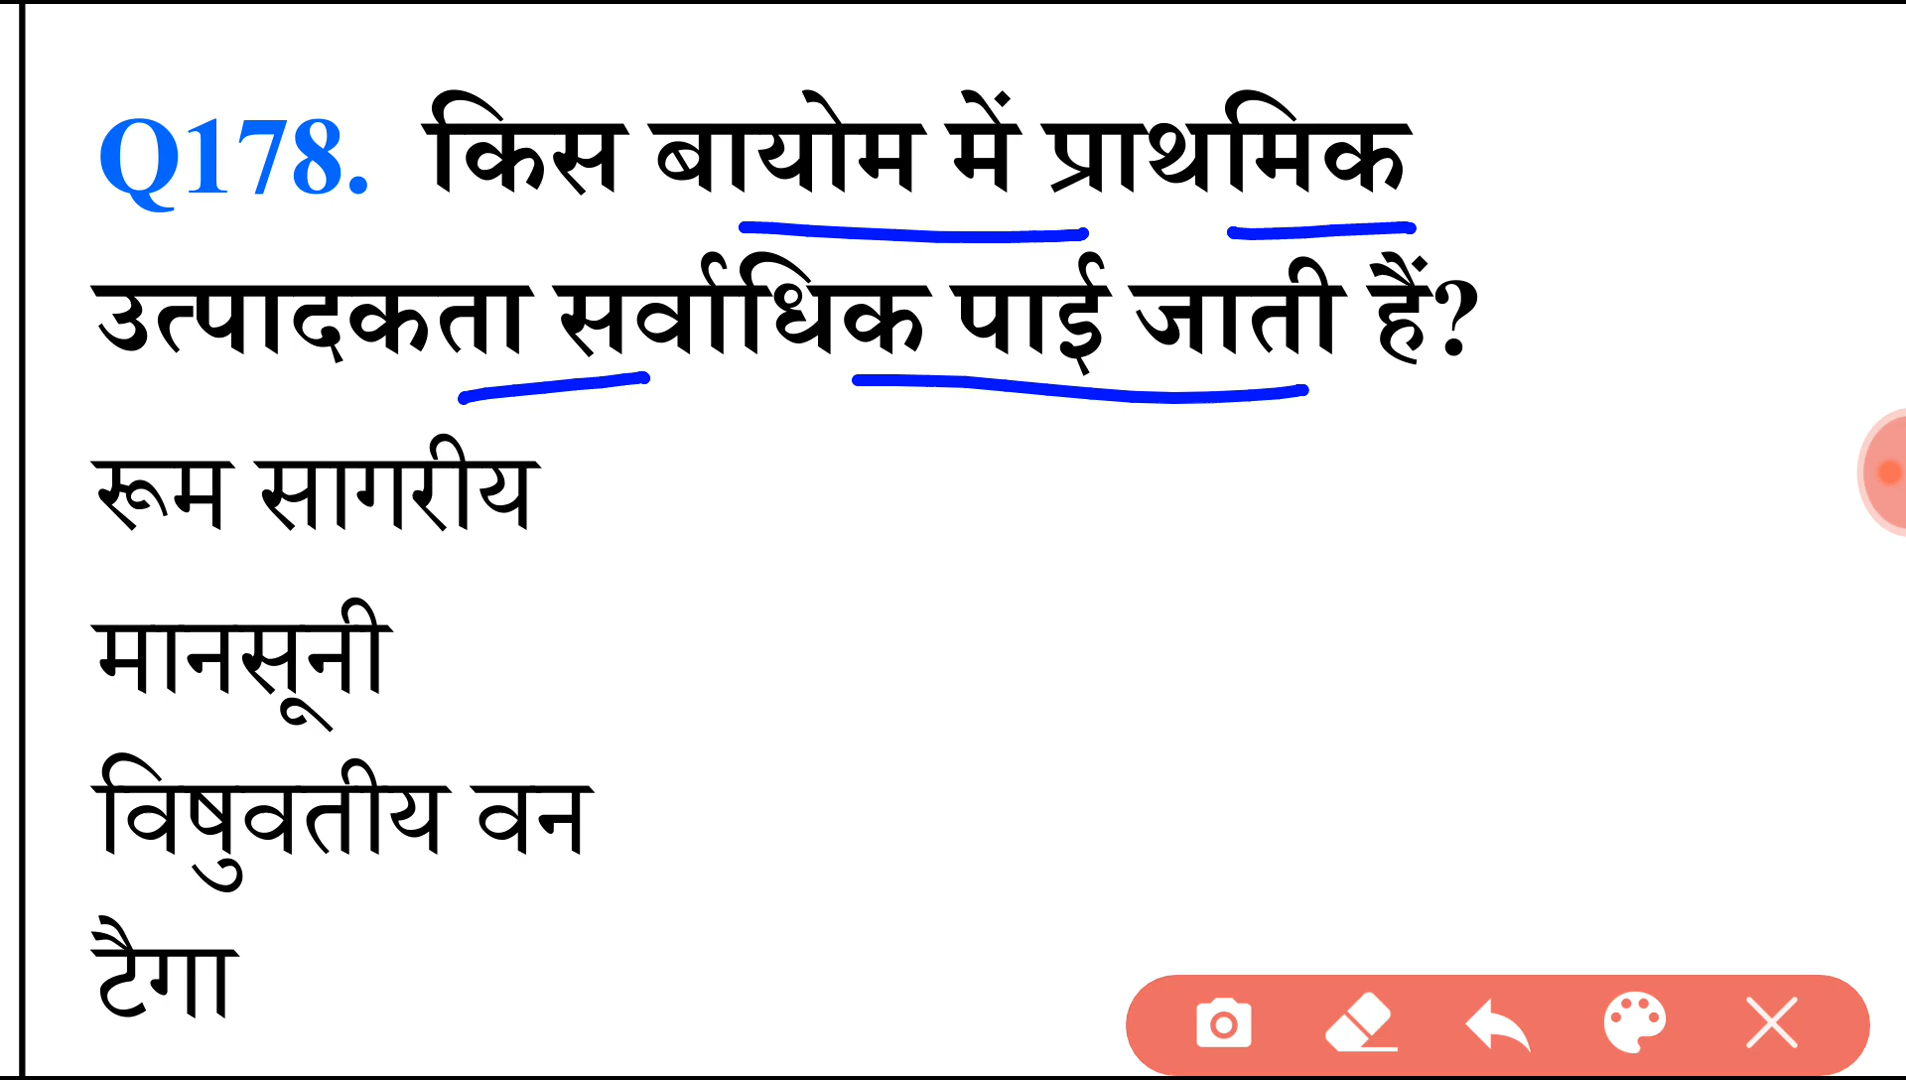 Q178. किस बायोम में प्राथमिक
उत्पादकता सर्वाधिक पाई जाती हैं?
रूम सागरीय
मानसूनी
विषुवतीय वन
टैगा